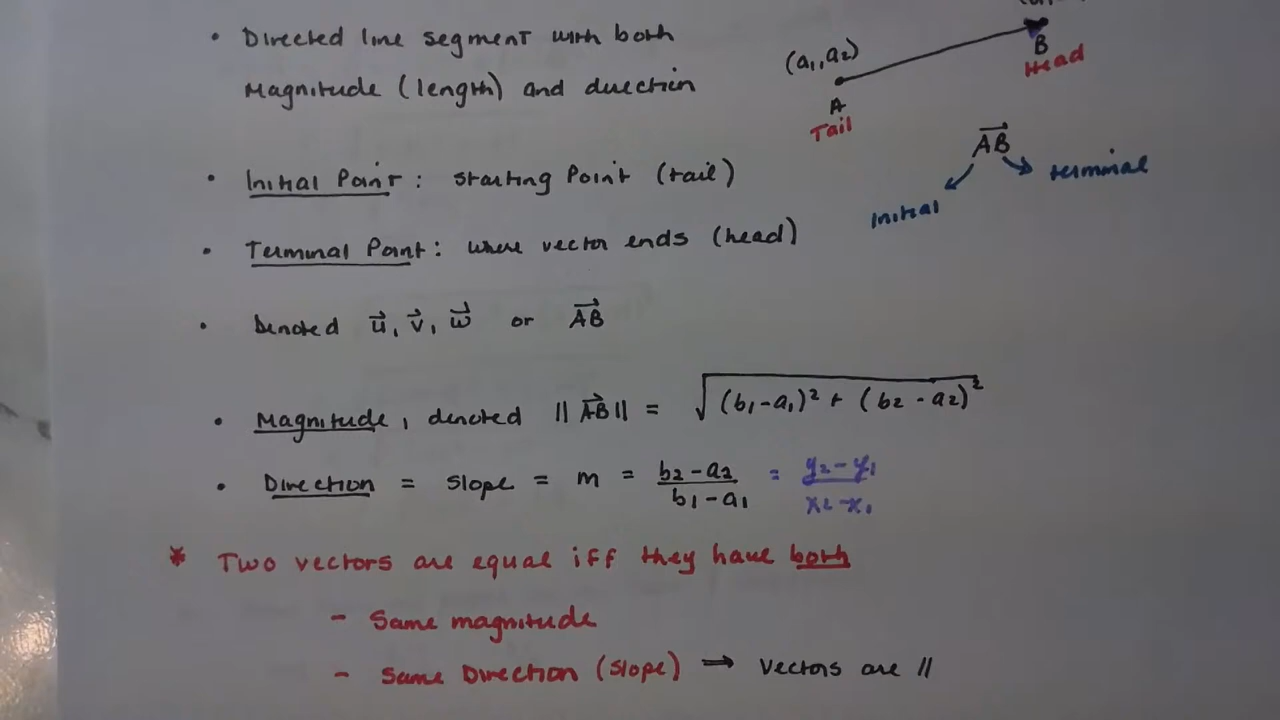 • Directed line segment with both
Magnitude (length) and direction
(a₁,a₂)
A
Tail
B
Head
• Initial Point : starting Point (tail)
AB→
Initial
terminal
• Terminal Point : where vector ends (head)
• Denoted u→, v→, w→ or AB→
• Magnitude, denoted ||AB→|| = √((b₁-a₁)² + (b₂-a₂)²)
• Direction = slope = m = (b₂-a₂)/(b₁-a₁) = (y₂-y₁)/(x₂-x₁)
* Two vectors are equal iff they have both
- Same magnitude
- Same Direction (slope) → vectors are //